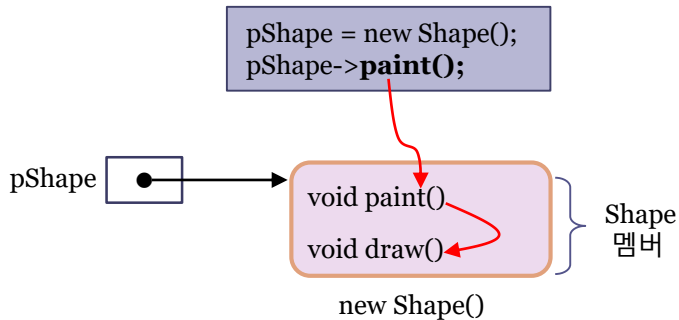 pShape = new Shape();
pShape->paint();
pShape
void paint()
void draw()
Shape
멤버
new Shape()